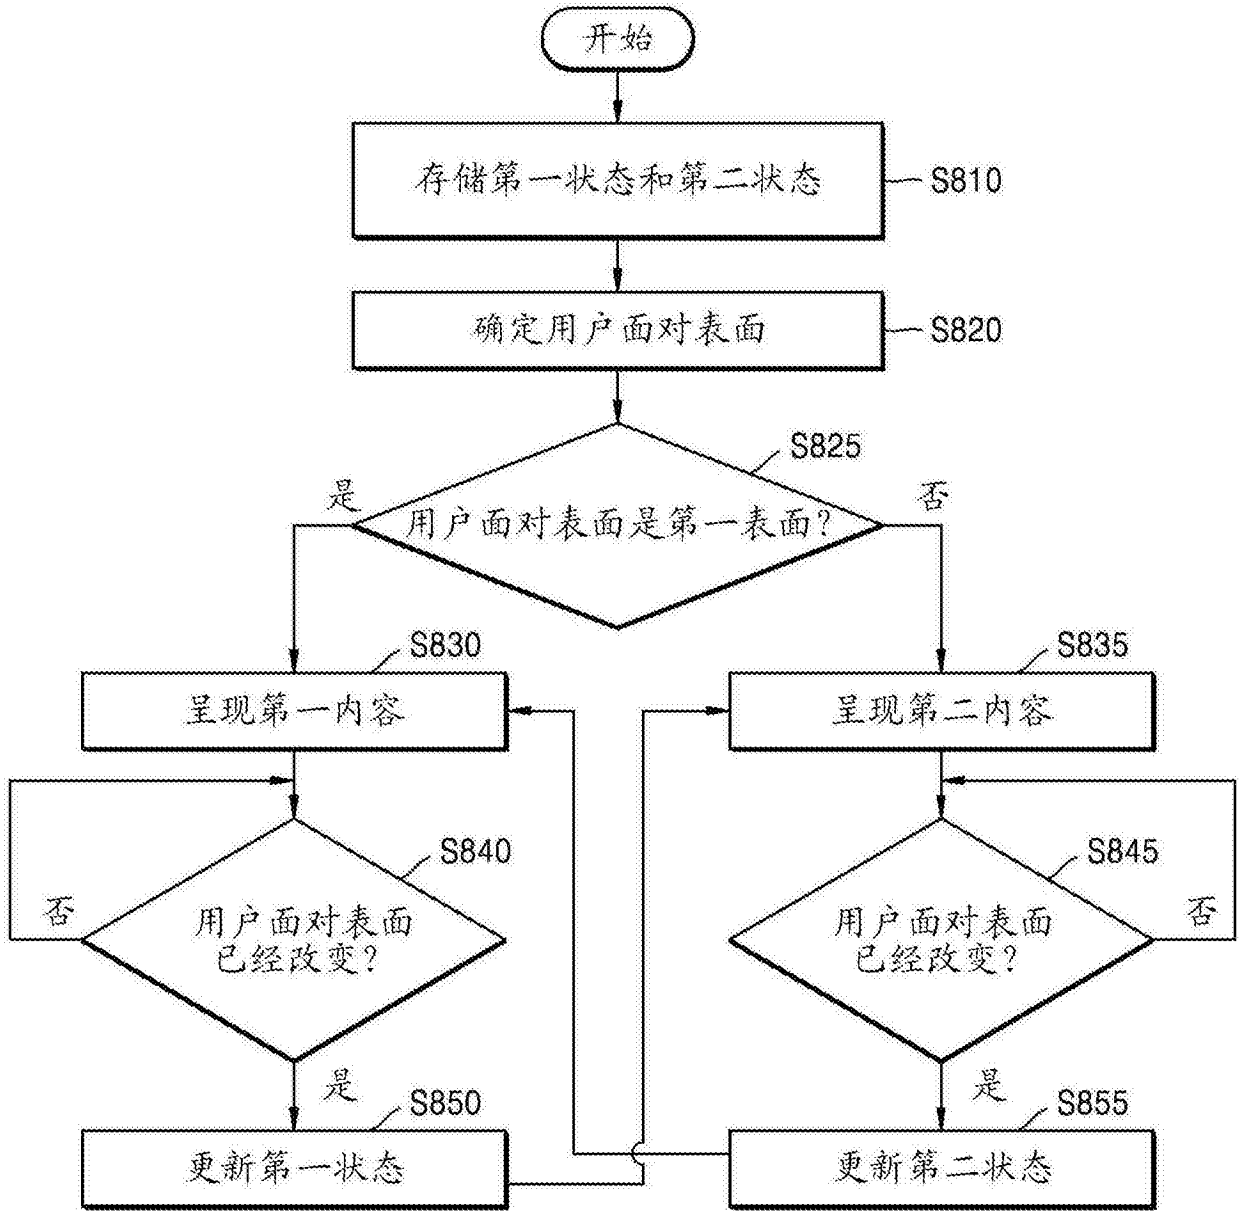 开始
存储第一状态和第二状态
S810
确定用户面对表面
S820
S825
是
否
用户面对表面是第一表面?
S830
S835
呈现第一内容
呈现第二内容
S840
S845
否
否
用户面对表面
已经改变?
用户面对表面
已经改变?
是
是
S850
S855
更新第一状态
更新第二状态